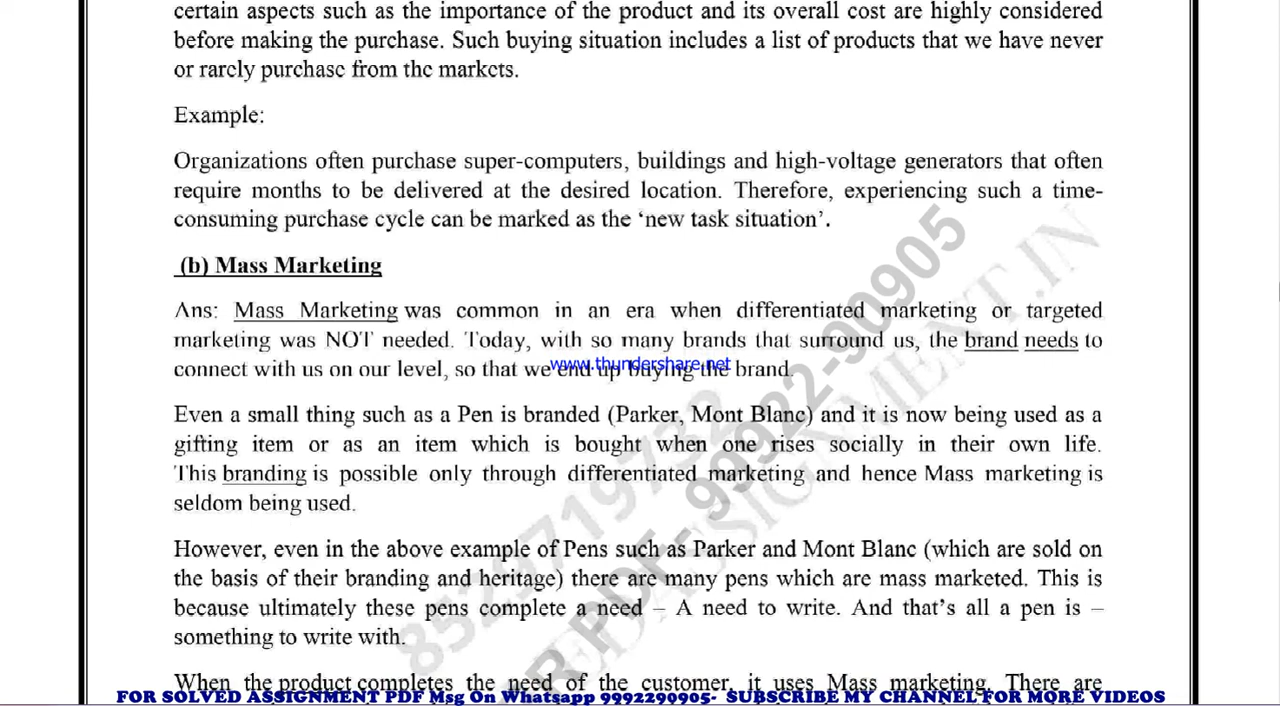 certain aspects such as the importance of the product and its overall cost are highly considered
before making the purchase. Such buying situation includes a list of products that we have never
or rarely purchase from the markets.
Example:
Organizations often purchase super-computers, buildings and high-voltage generators that often
require months to be delivered at the desired location. Therefore, experiencing such a time-
consuming purchase cycle can be marked as the ‘new task situation’.
(b) Mass Marketing
Ans: Mass Marketing was common in an era when differentiated marketing or targeted
marketing was NOT needed. Today, with so many brands that surround us, the brand needs to
connect with us on our level, so that we end up buying the brand.
www.thundershare.net
Even a small thing such as a Pen is branded (Parker, Mont Blanc) and it is now being used as a
gifting item or as an item which is bought when one rises socially in their own life.
This branding is possible only through differentiated marketing and hence Mass marketing is
seldom being used.
However, even in the above example of Pens such as Parker and Mont Blanc (which are sold on
the basis of their branding and heritage) there are many pens which are mass marketed. This is
because ultimately these pens complete a need – A need to write. And that’s all a pen is –
something to write with.
When the product completes the need of the customer, it uses Mass marketing. There are
8529719732
R PDF- 99922-90905
SIGNMENT.IN
FOR SOLVED ASSIGNMENT PDF Msg On Whatsapp 9992290905- SUBSCRIBE MY CHANNEL FOR MORE VIDEOS